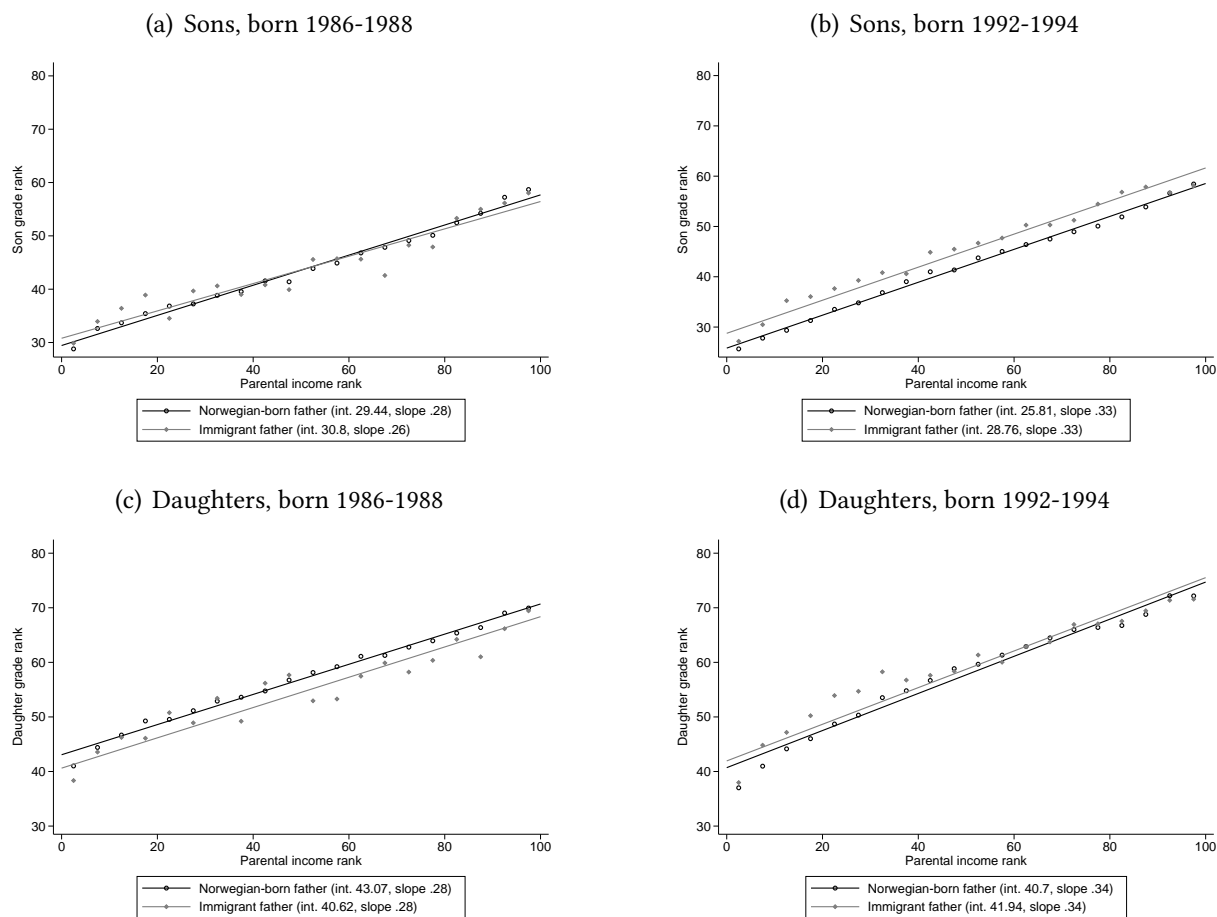 (a) Sons, born 1986-1988
80
70
60
50
40
30
Son grade rank
0 20 40 60 80 100
Parental income rank
Norwegian-born father (int. 29.44, slope .28)
Immigrant father (int. 30.8, slope .26)
(b) Sons, born 1992-1994
80
70
60
50
40
30
Son grade rank
0 20 40 60 80 100
Parental income rank
Norwegian-born father (int. 25.81, slope .33)
Immigrant father (int. 28.76, slope .33)
(c) Daughters, born 1986-1988
80
70
60
50
40
30
Daughter grade rank
0 20 40 60 80 100
Parental income rank
Norwegian-born father (int. 43.07, slope .28)
Immigrant father (int. 40.62, slope .28)
(d) Daughters, born 1992-1994
80
70
60
50
40
30
Daughter grade rank
0 20 40 60 80 100
Parental income rank
Norwegian-born father (int. 40.7, slope .34)
Immigrant father (int. 41.94, slope .34)